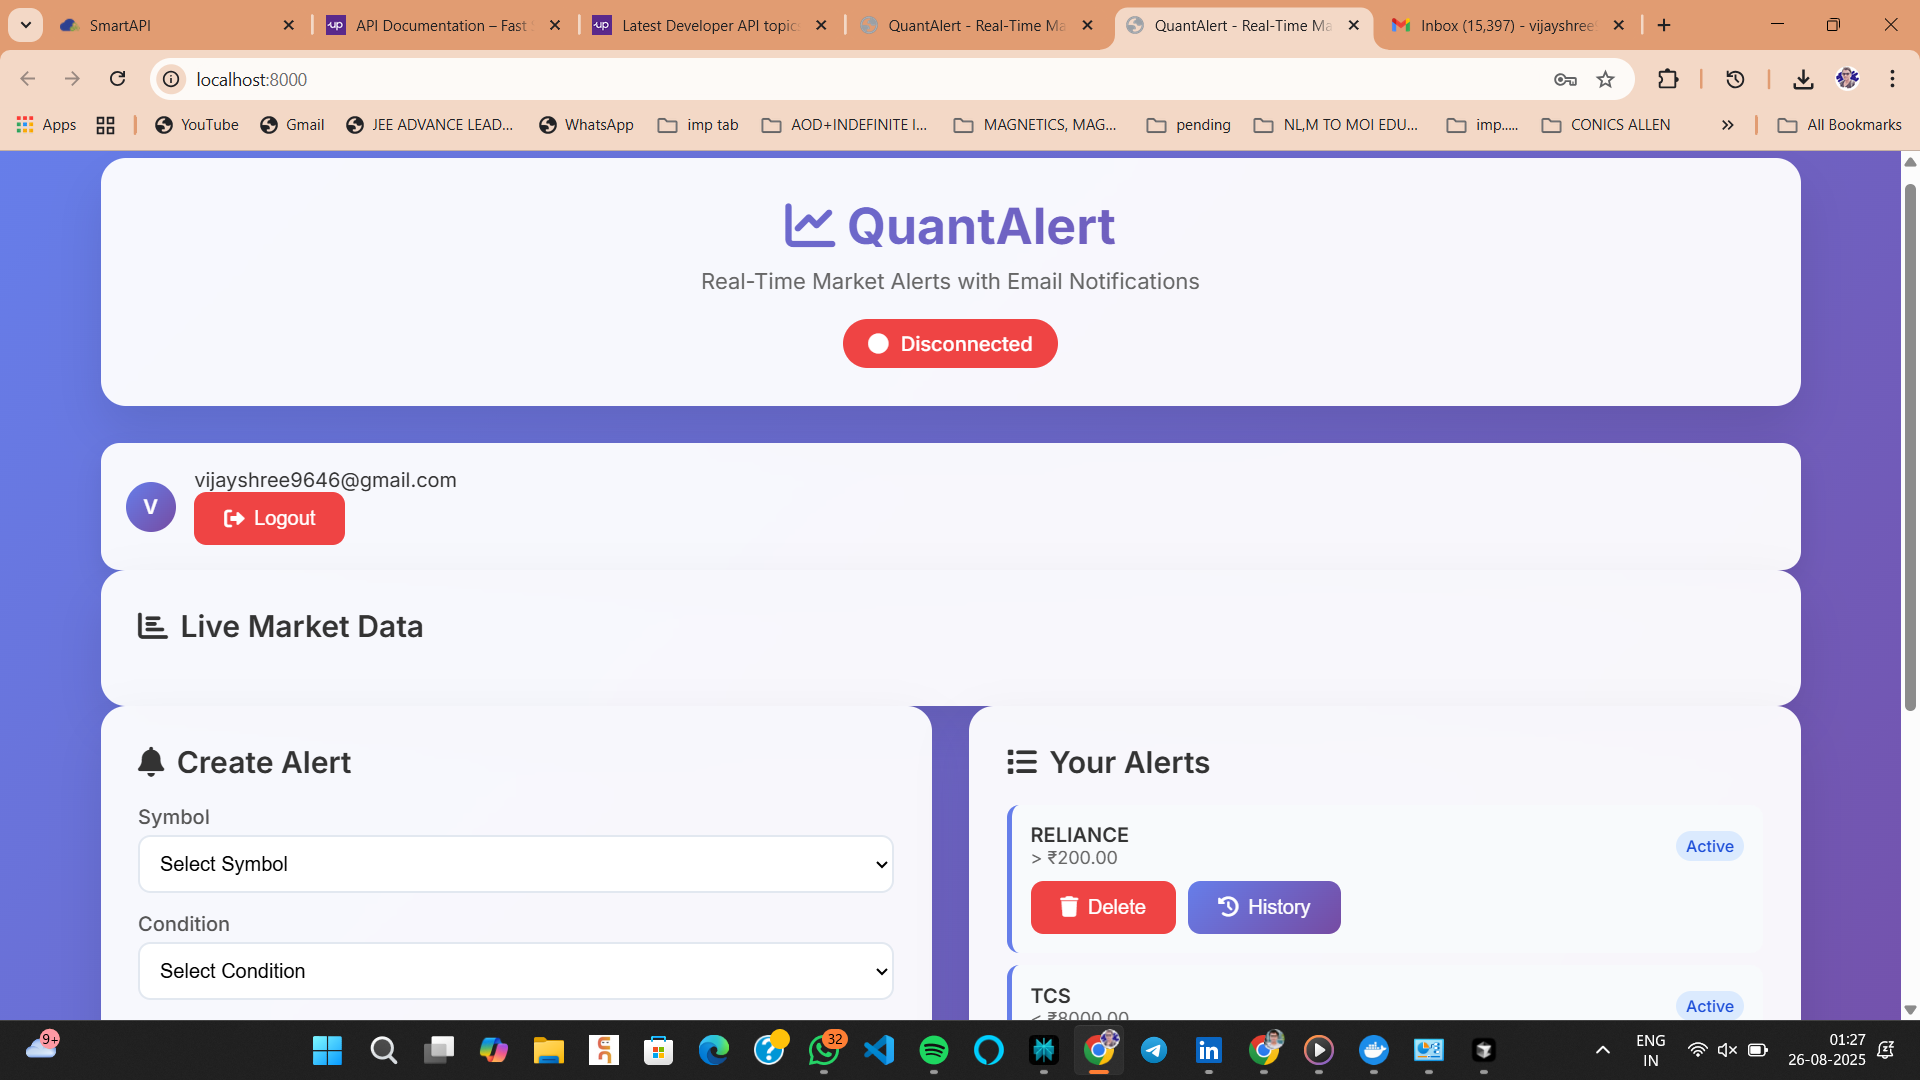 SmartAPI
API Documentation – Fast
Latest Developer API topics
QuantAlert - Real-Time Ma
QuantAlert - Real-Time Ma
Inbox (15,397) - vijayshree
localhost:8000
Apps
YouTube
Gmail
JEE ADVANCE LEAD...
WhatsApp
imp tab
AOD+INDEFINITE I...
MAGNETICS, MAG...
pending
NL,M TO MOI EDU...
imp.....
CONICS ALLEN
All Bookmarks
QuantAlert
Real-Time Market Alerts with Email Notifications
Disconnected
V
vijayshree9646@gmail.com
Logout
Live Market Data
Create Alert
Symbol
Select Symbol
Condition
Select Condition
Your Alerts
RELIANCE
> ₹200.00
Active
Delete
History
TCS
< ₹8000.00
Active
9+
32
ENG
IN
01:27
26-08-2025